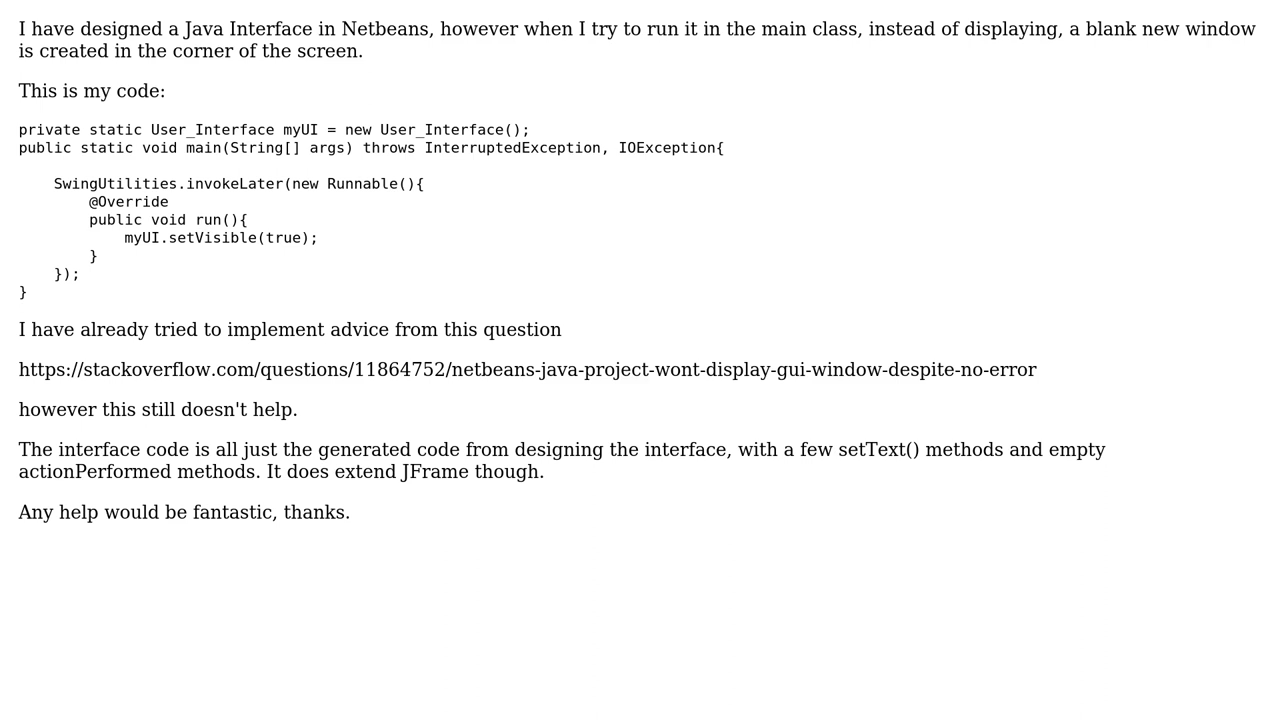 I have designed a Java Interface in Netbeans, however when I try to run it in the main class, instead of displaying, a blank new window
is created in the corner of the screen.
This is my code:
private static User_Interface myUI = new User_Interface();
public static void main(String[] args) throws InterruptedException, IOException{
    SwingUtilities.invokeLater(new Runnable(){
        @Override
        public void run(){
            myUI.setVisible(true);
        }
    });
}
I have already tried to implement advice from this question
https://stackoverflow.com/questions/11864752/netbeans-java-project-wont-display-gui-window-despite-no-error
however this still doesn't help.
The interface code is all just the generated code from designing the interface, with a few setText() methods and empty
actionPerformed methods. It does extend JFrame though.
Any help would be fantastic, thanks.